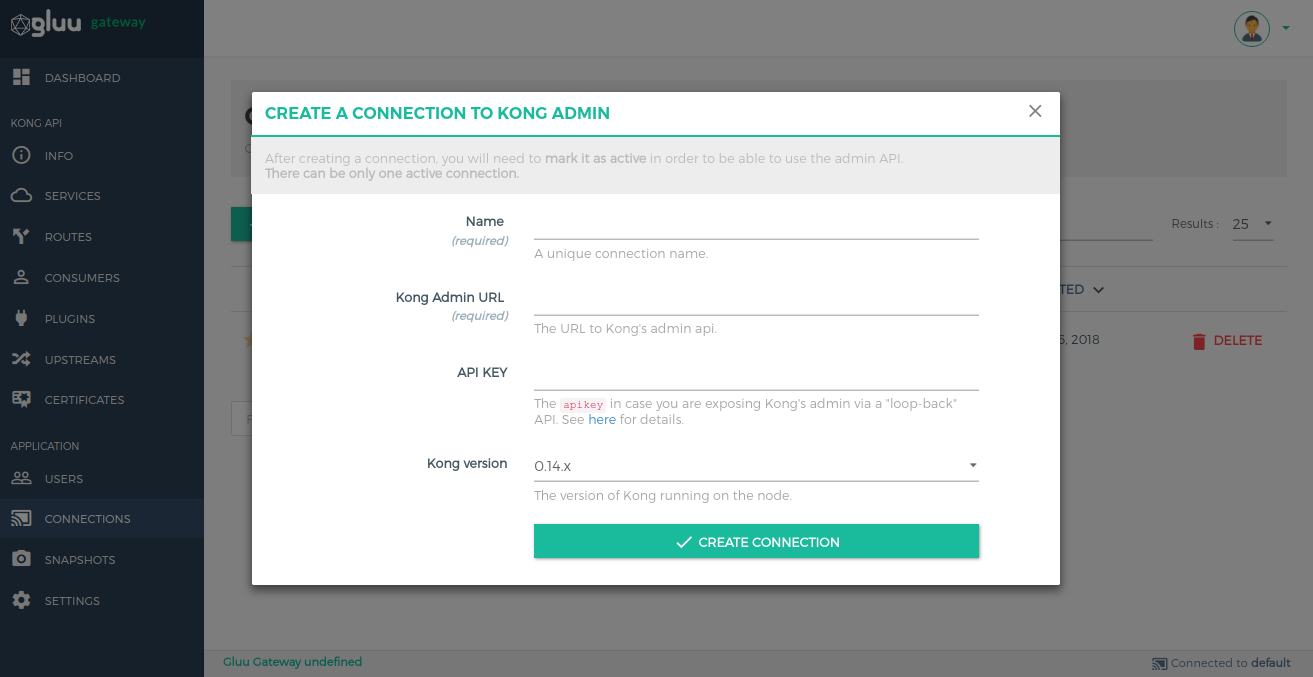 gluu gateway
DASHBOARD
KONG API
INFO
SERVICES
ROUTES
CONSUMERS
PLUGINS
UPSTREAMS
CERTIFICATES
APPLICATION
USERS
CONNECTIONS
SNAPSHOTS
SETTINGS
CREATE A CONNECTION TO KONG ADMIN
After creating a connection, you will need to mark it as active in order to be able to use the admin API.
There can be only one active connection.
Name
(required)
A unique connection name.
Kong Admin URL
(required)
The URL to Kong's admin api.
API KEY
The apikey in case you are exposing Kong's admin via a "loop-back"
API. See here for details.
Kong version
0.14.x
The version of Kong running on the node.
CREATE CONNECTION
Results : 25
2018
DELETE
Gluu Gateway undefined
Connected to default